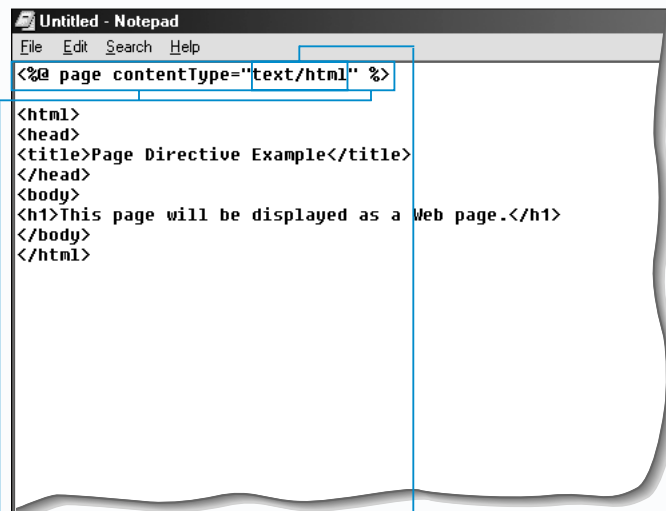 Untitled - Notepad
File Edit Search Help
<%@ page contentType="text/html" %>
<html>
<head>
<title>Page Directive Example</title>
</head>
<body>
<h1>This page will be displayed as a Web page.</h1>
</body>
</html>